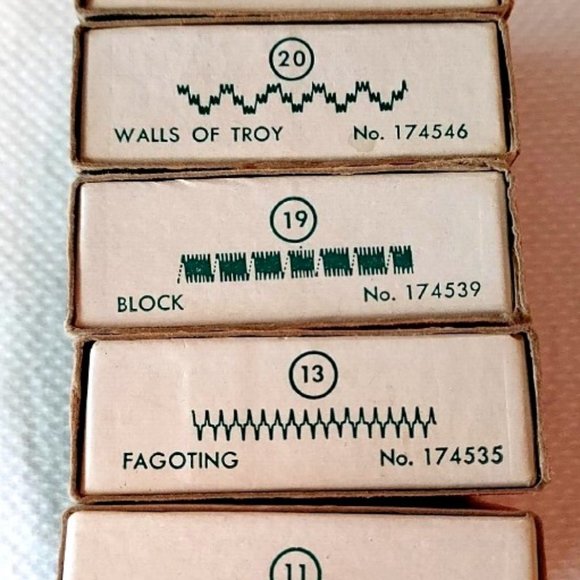 20
WALLS OF TROY No. 174546
19
BLOCK No. 174539
13
FAGOTING No. 174535
11